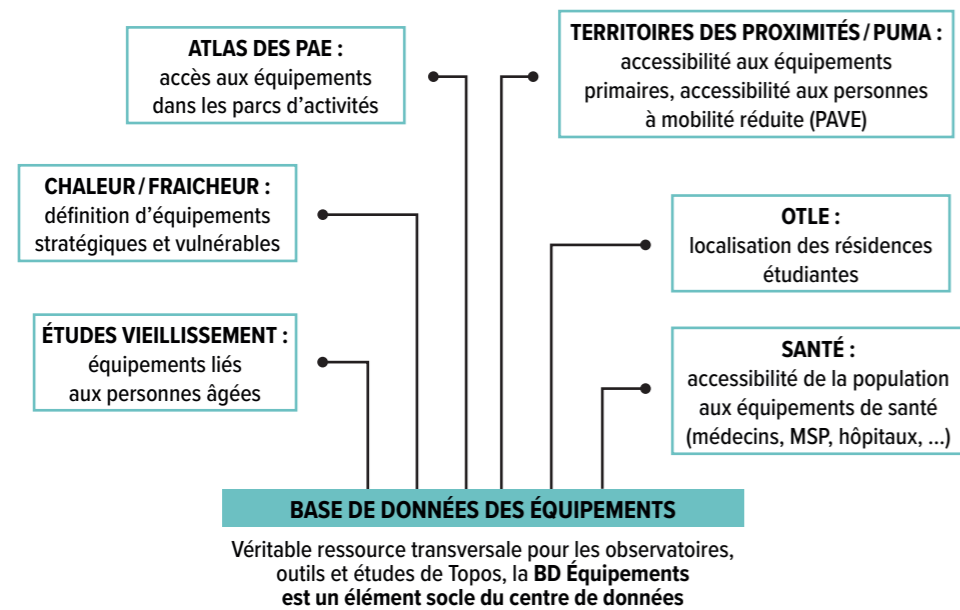 ATLAS DES PAE :
accès aux équipements
dans les parcs d'activités
TERRITOIRES DES PROXIMITÉS / PUMA :
accessibilité aux équipements
primaires, accessibilité aux personnes
à mobilité réduite (PAVE)
CHALEUR / FRAICHEUR :
définition d'équipements
stratégiques et vulnérables
OTLE :
localisation des résidences
étudiantes
ÉTUDES VIEILLISSEMENT :
équipements liés
aux personnes âgées
SANTÉ :
accessibilité de la population
aux équipements de santé
(médecins, MSP, hôpitaux, ...)
BASE DE DONNÉES DES ÉQUIPEMENTS
Véritable ressource transversale pour les observatoires,
outils et études de Topos, la BD Équipements
est un élément socle du centre de données